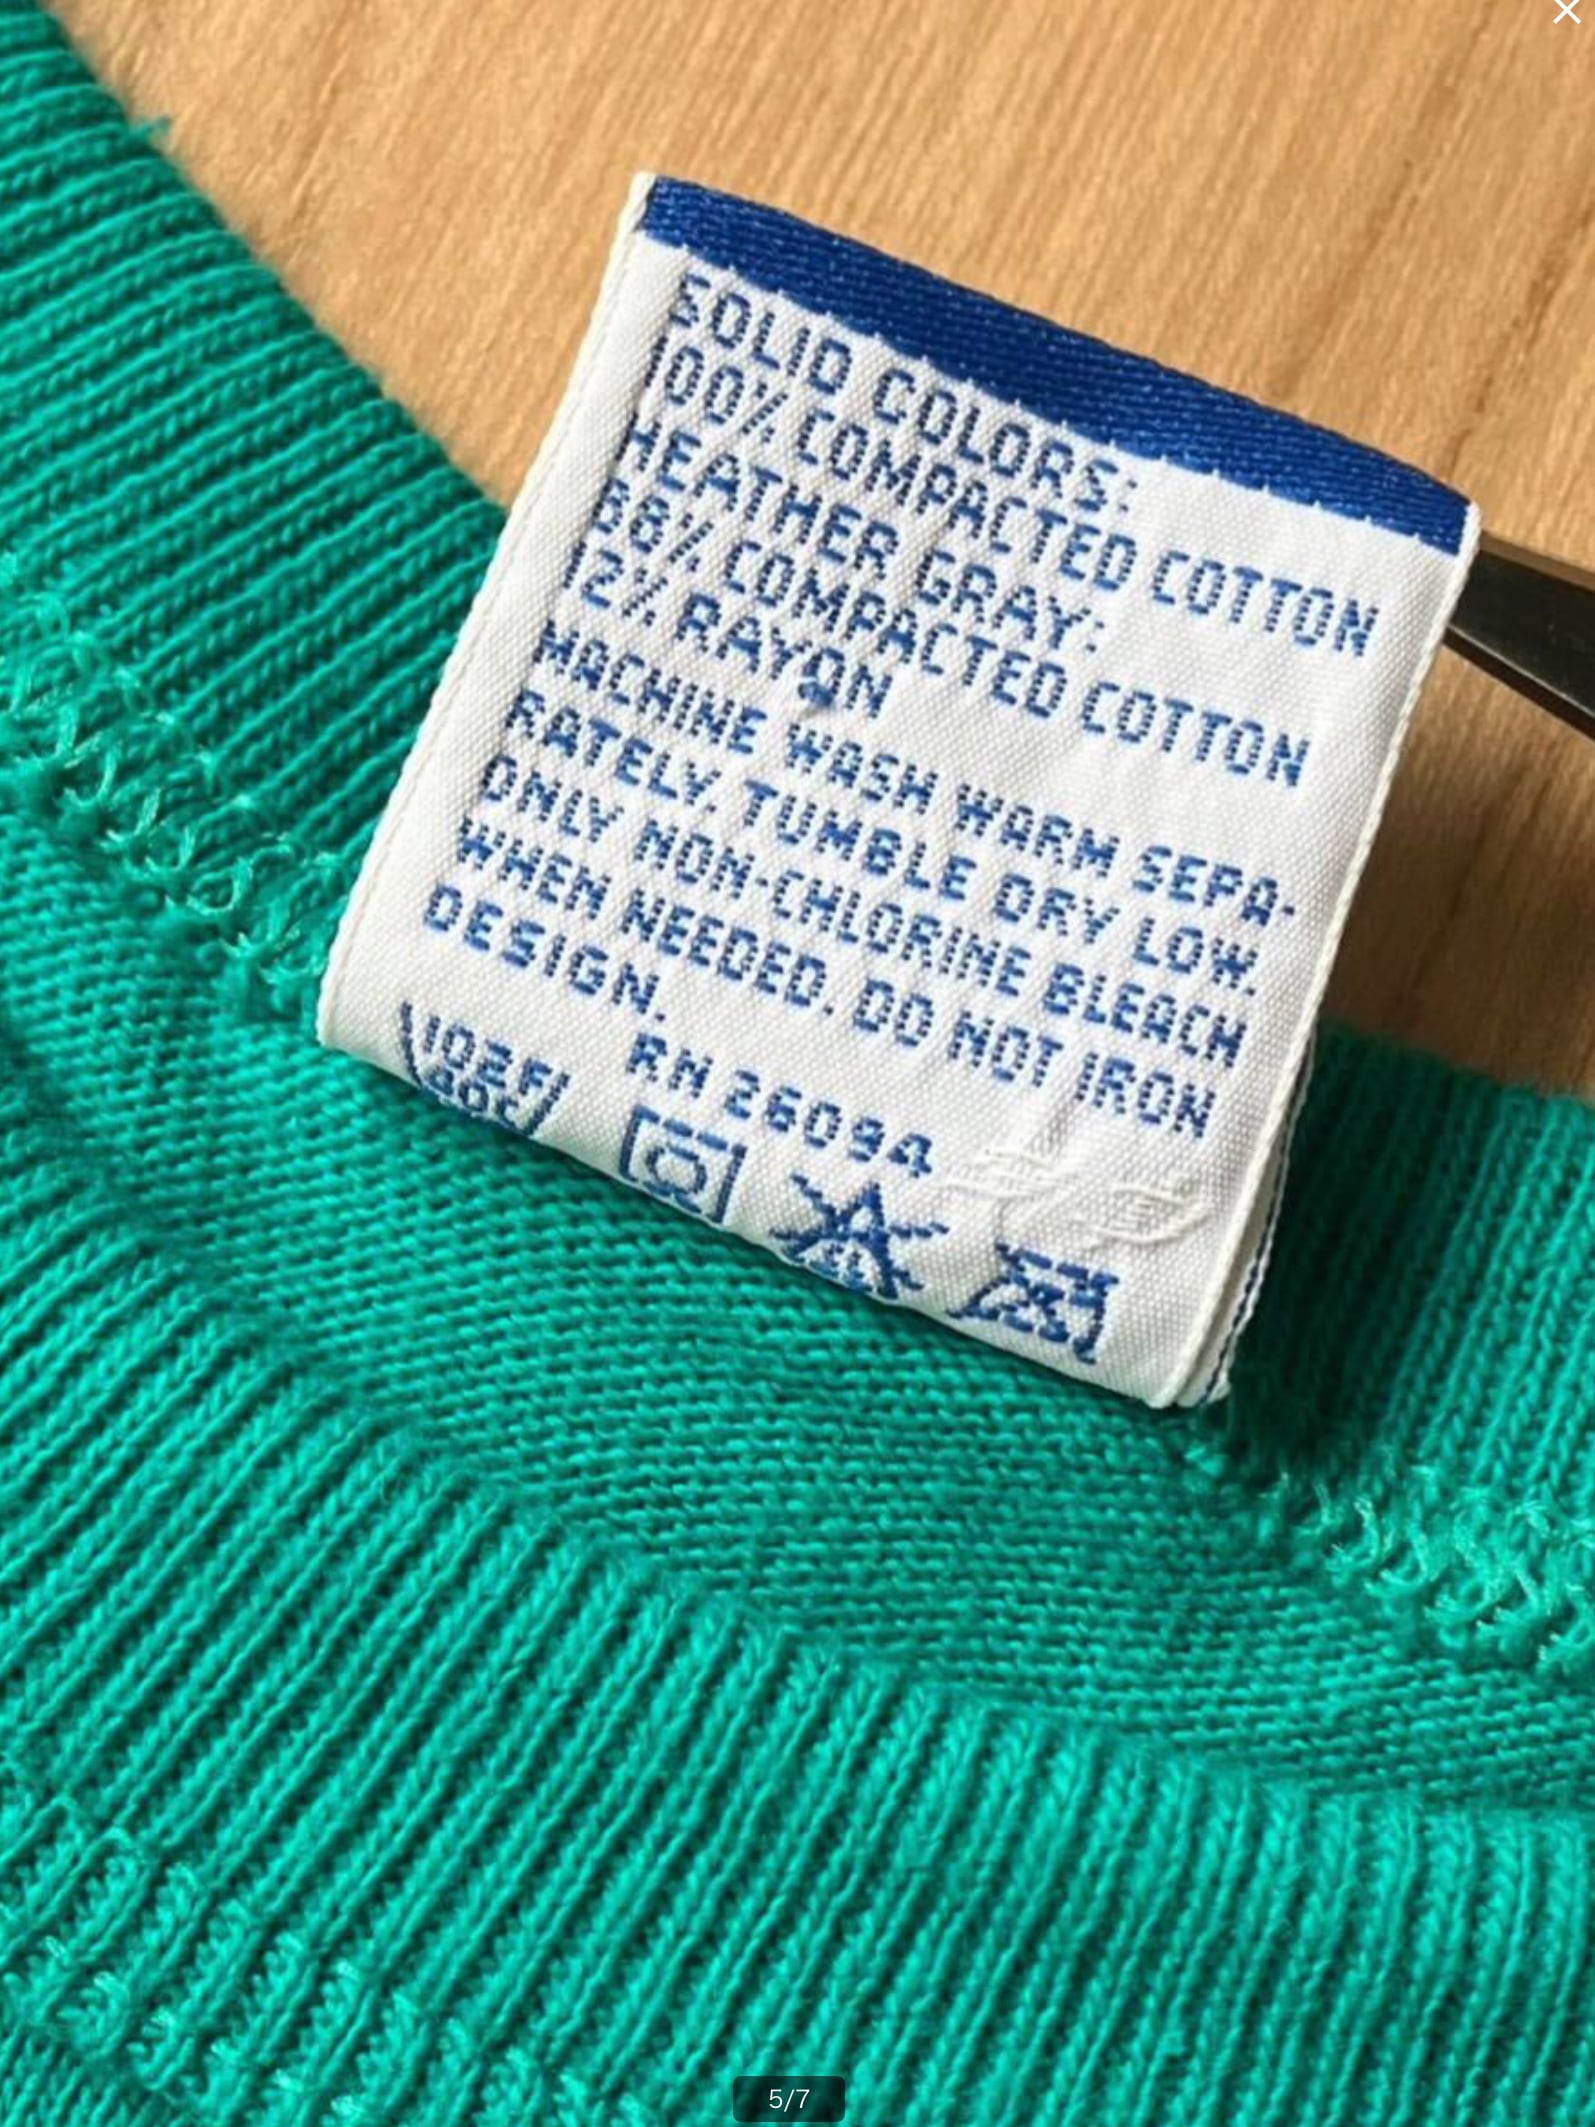 SOLID COLORS:
100% COMPACTED COTTON
HEATHER GRAY:
88% COMPACTED COTTON
12% RAYON
MACHINE WASH WARM SEPA-
RATELY. TUMBLE DRY LOW.
ONLY NON-CHLORINE BLEACH
WHEN NEEDED. DO NOT IRON
DESIGN.
RN 26094
5/7